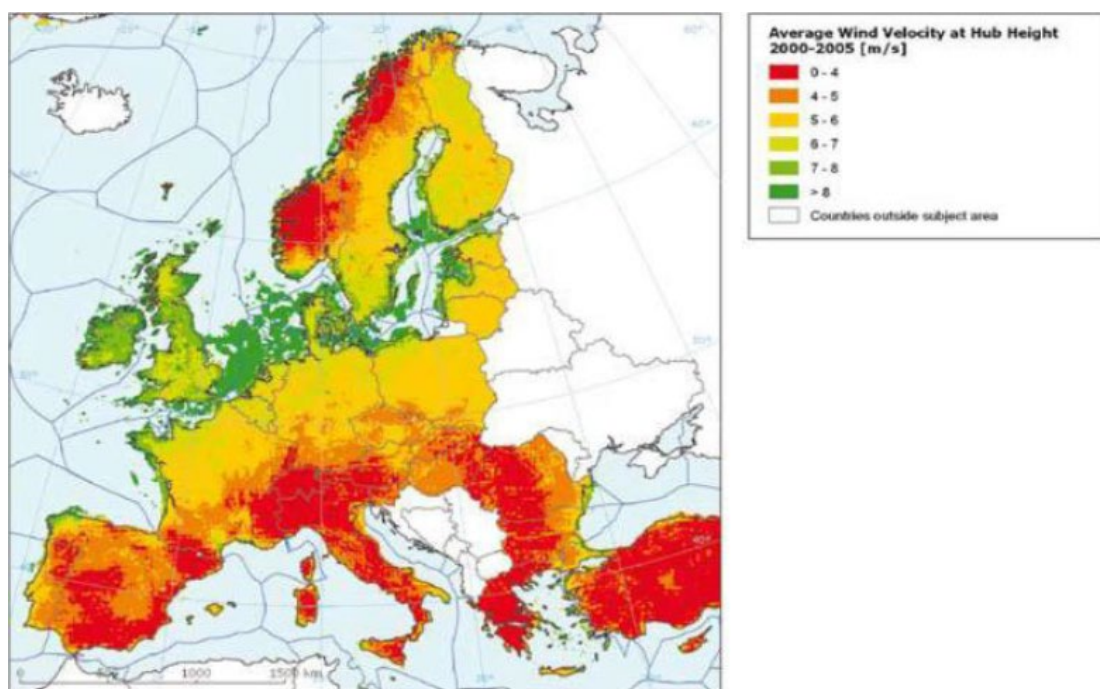 Average Wind Velocity at Hub Height
2000-2005 [m/s]
0 - 4
4 - 5
5 - 6
6 - 7
7 - 8
> 8
Countries outside subject area
0
1000
1500 km